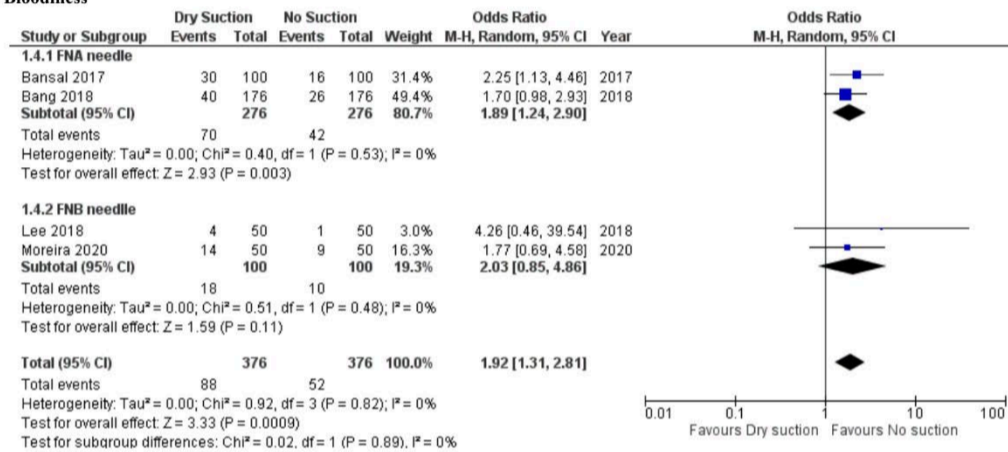 Bloodiness
Dry Suction No Suction Odds Ratio Odds Ratio
Study or Subgroup Events Total Events Total Weight M-H, Random, 95% CI Year M-H, Random, 95% CI
1.4.1 FNA needle
Bansal 2017 30 100 16 100 31.4% 2.25 [1.13, 4.46] 2017
Bang 2018 40 176 26 176 49.4% 1.70 [0.98, 2.93] 2018
Subtotal (95% CI) 276 276 80.7% 1.89 [1.24, 2.90]
Total events 70 42
Heterogeneity: Tau² = 0.00; Chi² = 0.40, df = 1 (P = 0.53); I² = 0%
Test for overall effect: Z = 2.93 (P = 0.003)
1.4.2 FNB needlle
Lee 2018 4 50 1 50 3.0% 4.26 [0.46, 39.54] 2018
Moreira 2020 14 50 9 50 16.3% 1.77 [0.69, 4.58] 2020
Subtotal (95% CI) 100 100 19.3% 2.03 [0.85, 4.86]
Total events 18 10
Heterogeneity: Tau² = 0.00; Chi² = 0.51, df = 1 (P = 0.48); I² = 0%
Test for overall effect: Z = 1.59 (P = 0.11)
Total (95% CI) 376 376 100.0% 1.92 [1.31, 2.81]
Total events 88 52
Heterogeneity: Tau² = 0.00; Chi² = 0.92, df = 3 (P = 0.82); I² = 0%
Test for overall effect: Z = 3.33 (P = 0.0009)
Test for subgroup differences: Chi² = 0.02, df = 1 (P = 0.89), I² = 0%
0.01 0.1 1 10 100
Favours Dry suction Favours No suction